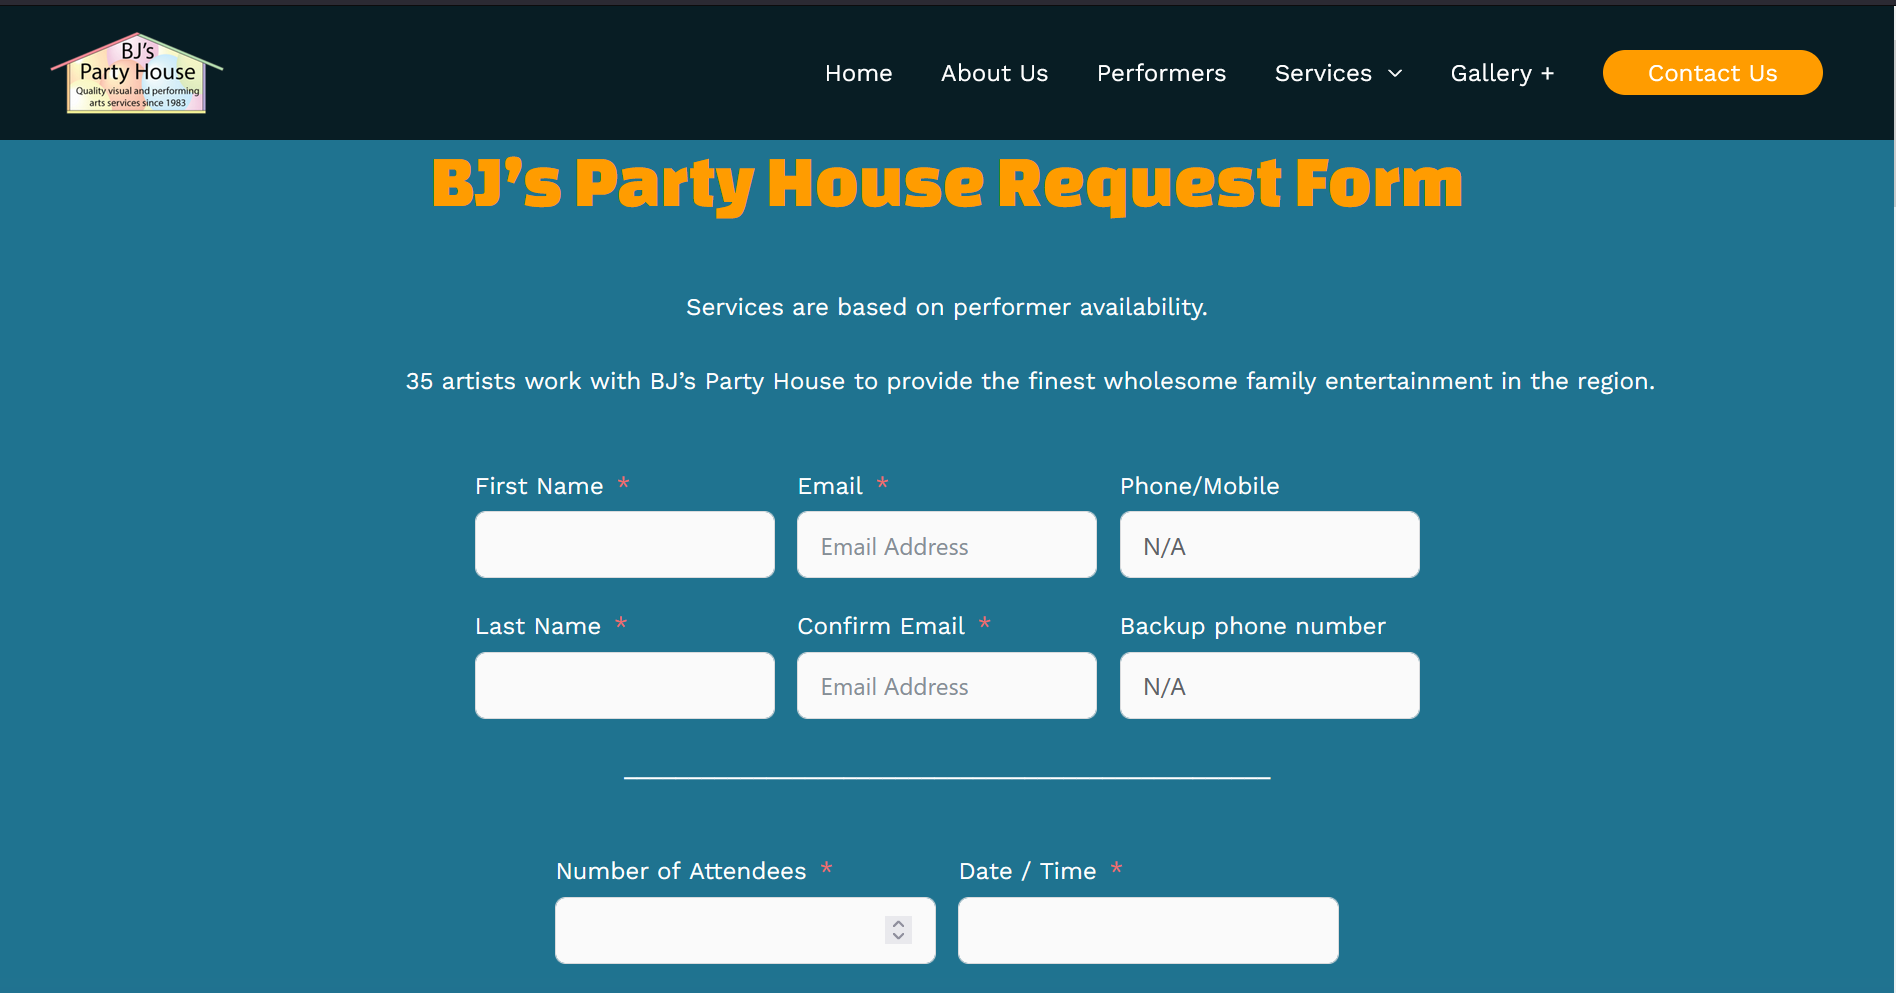 BJ's
Party House
Quality visual and performing
arts services since 1983
Home About Us Performers Services Gallery + Contact Us
BJ’s Party House Request Form
Services are based on performer availability.
35 artists work with BJ’s Party House to provide the finest wholesome family entertainment in the region.
First Name * Email * Phone/Mobile
Email Address N/A
Last Name * Confirm Email * Backup phone number
Email Address N/A
Number of Attendees * Date / Time *